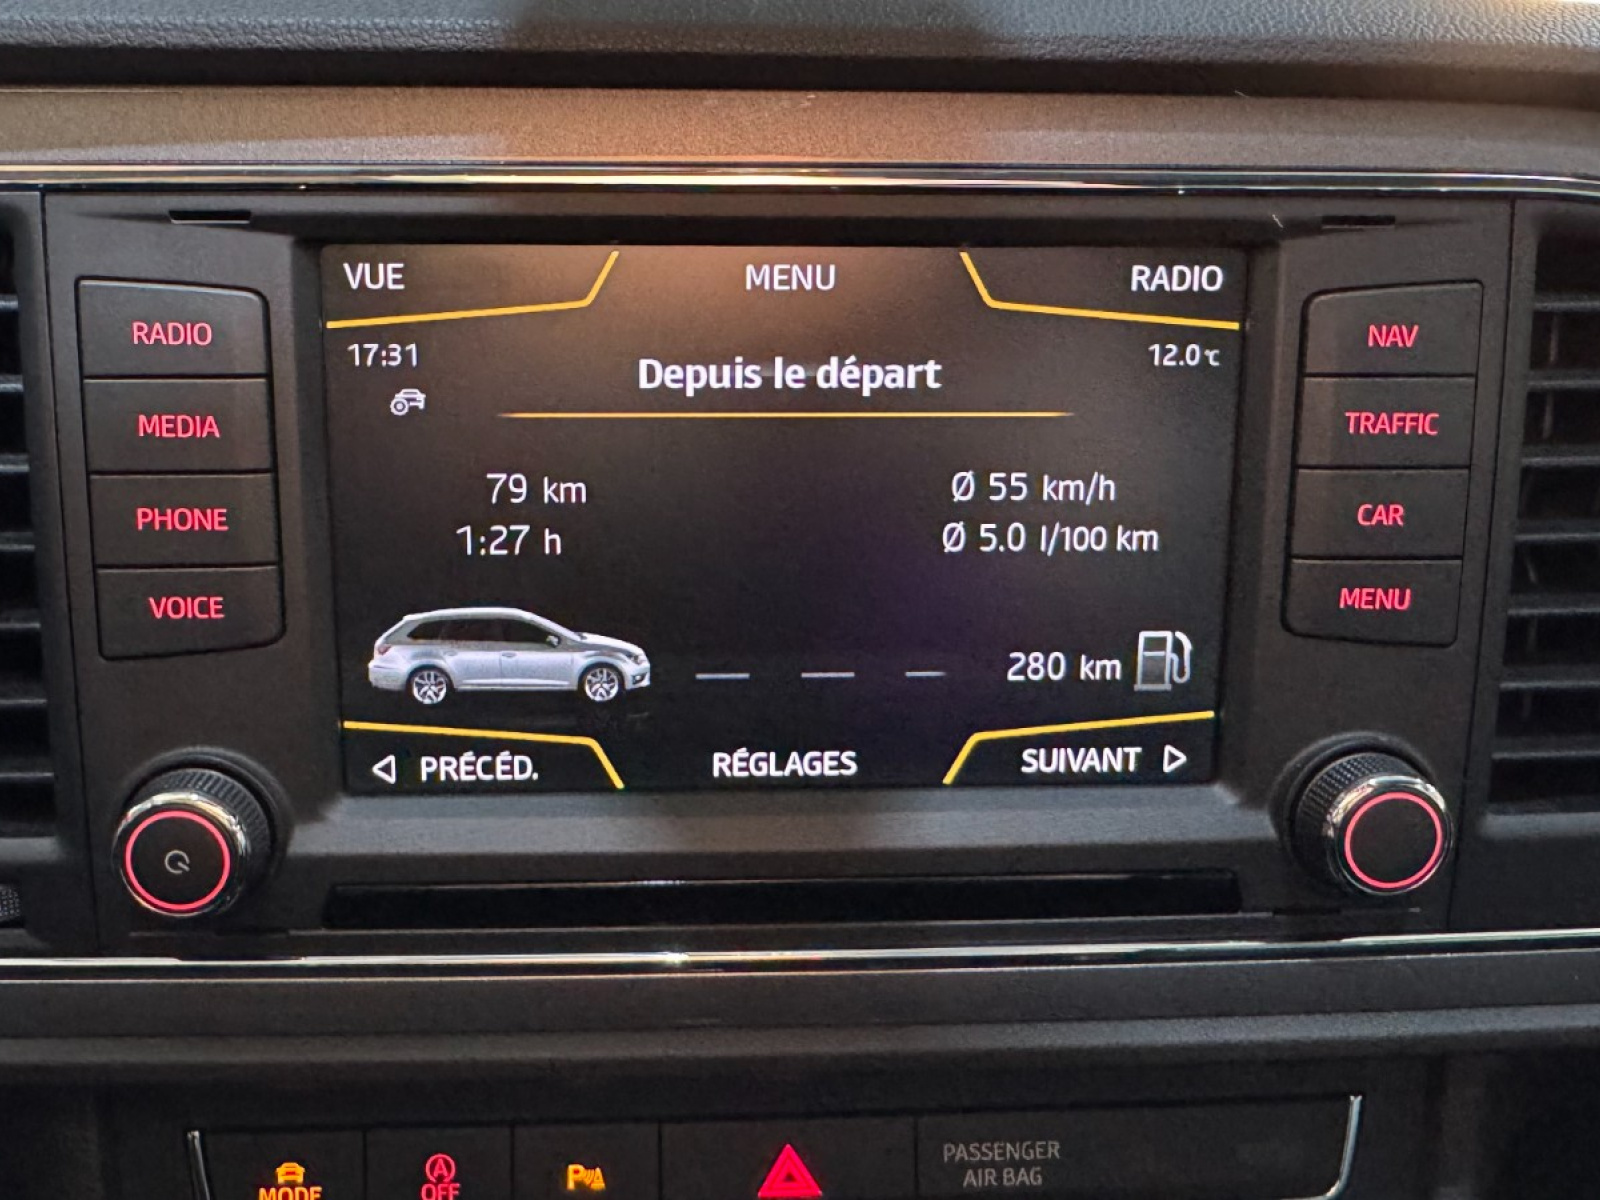 VUE
MENU
RADIO
17:31
Depuis le départ
12.0℃
79 km
1:27 h
Ø 55 km/h
Ø 5.0 l/100 km
280 km
PRÉCÉD.
RÉGLAGES
SUIVANT
RADIO
MEDIA
PHONE
VOICE
NAV
TRAFFIC
CAR
MENU
MODE
A
OFF
P
PASSENGER
AIR BAG